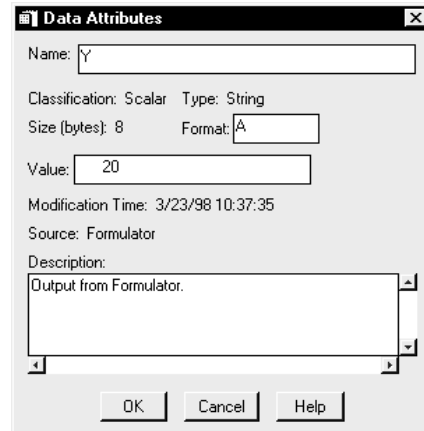 Data Attributes
Name: Y
Classification: Scalar Type: String
Size (bytes): 8 Format: A
Value: 20
Modification Time: 3/23/98 10:37:35
Source: Formulator
Description:
Output from Formulator.
OK Cancel Help